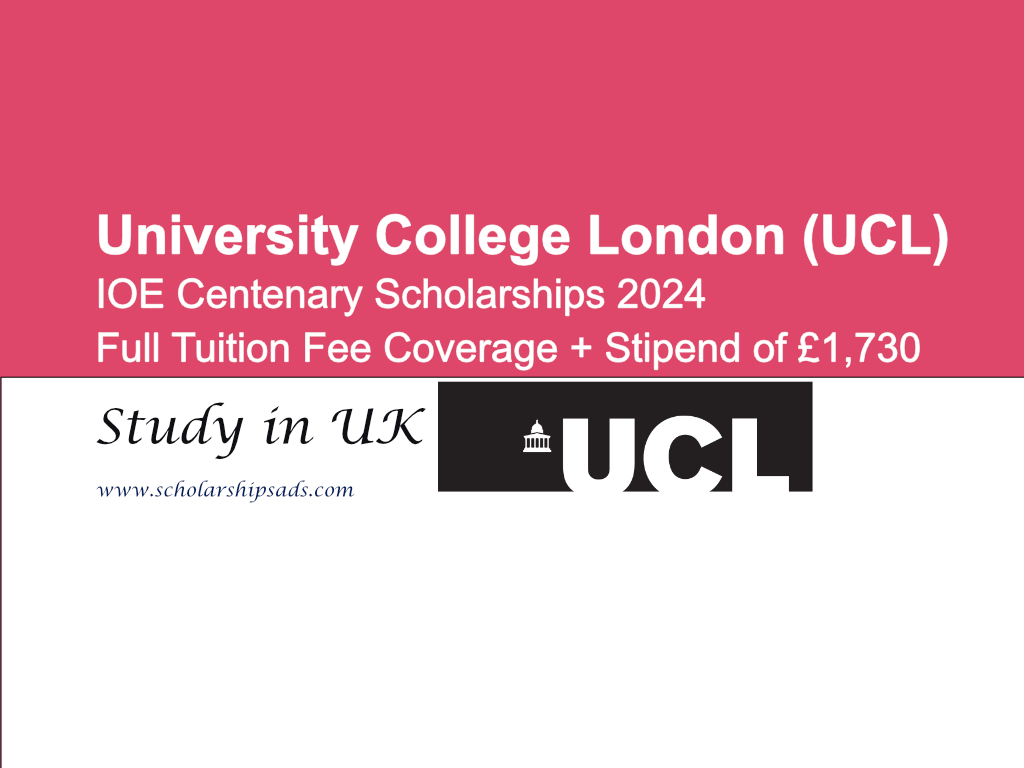 University College London (UCL)
IOE Centenary Scholarships 2024
Full Tuition Fee Coverage + Stipend of £1,730
Study in UK
UCL
www.scholarshipsads.com